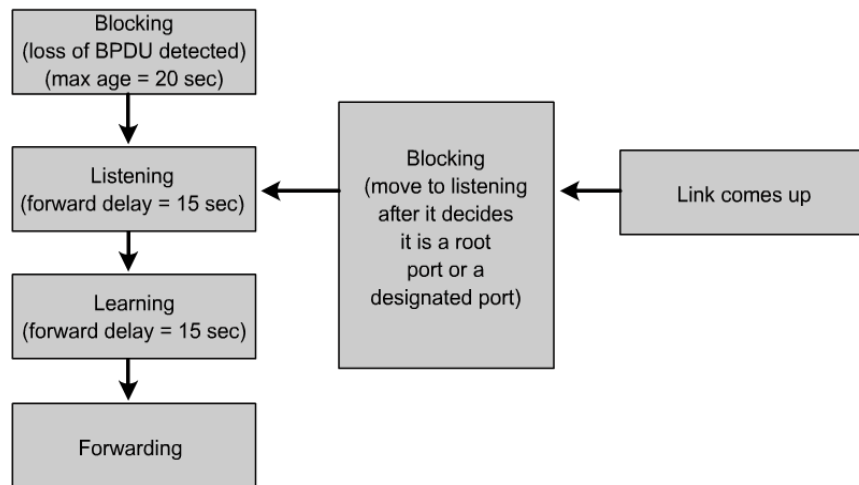 Blocking
(loss of BPDU detected)
(max age = 20 sec)
Listening
(forward delay = 15 sec)
Learning
(forward delay = 15 sec)
Forwarding
Blocking
(move to listening
after it decides
it is a root
port or a
designated port)
Link comes up